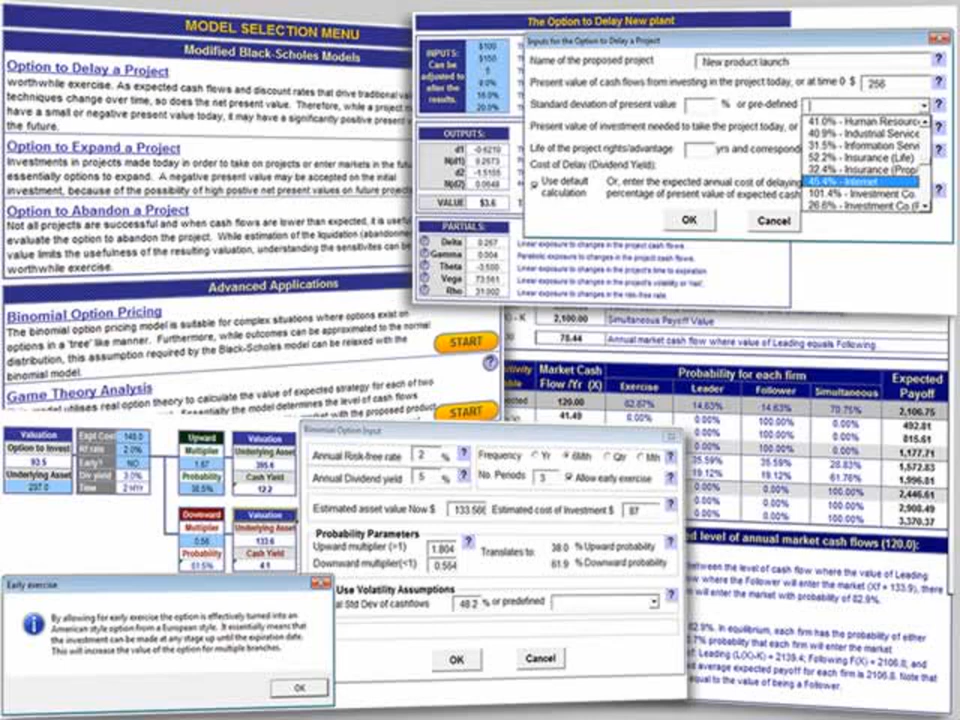 MODEL SELECTION MENU
Modified Black-Scholes Models
Option to Delay a Project
worthwhile exercise. As expected cash flows and discount rates that drive traditional
techniques change over time, so does the net present value. Therefore, while a project
have a small or negative present value today, it may have a significantly positive present
the future.
Option to Expand a Project
Investments in projects made today in order to take on projects or enter markets in the
essentially options to expand. A negative present value may be accepted on the initial
investment, because of the possibility of high positive net present values on future
Option to Abandon a Project
Not all projects are successful and when cash flows are lower than expected, it is useful
evaluate the option to abandon the project. While estimation of the liquidation
value limits the usefulness of the resulting valuation, understanding the sensitivities can be
worthwhile exercise.
Advanced Applications
Binomial Option Pricing
The binomial option pricing model is suitable for complex situations where options exist on
options in a 'tree' like manner. Furthermore, while outcomes can be approximated to the normal
distribution, this assumption required by the Black-Scholes model can be relaxed with the
binomial model.
START
Game Theory Analysis
model utilises real option theory to calculate the value of expected strategy for each of two
Essentially the model determines the level of cash flows
market with the proposed product
START
The Option to Delay New plant
INPUTS:
Can be
adjusted to
alter the
results.
$100
$150
5
20.0%
OUTPUTS:
d1 -0.6210
N(d1) 0.2673
d2
N(d2) 0.0648
VALUE $3.6
PARTIALS:
Delta 0.267 Linear exposure to changes in the project cash flows.
Gamma 0.004 Parabolic exposure to changes in the project cash flows.
Theta -3.500 Linear exposure to changes in the project's time to expiration
Vega 73.561 Linear exposure to changes in the project's volatility or 'risk'.
Rho 31.002 Linear exposure to changes in the risk-free rate.
Inputs for the Option to Delay a Project
Name of the proposed project New product launch ?
Present value of cash flows from investing in the project today, or at time 0 $ 256 ?
Standard deviation of present value % or pre-defined ?
Present value of investment needed to take the project today, or ?
Life of the project rights/advantage yrs and ?
Cost of Delay (Dividend Yield):
Use default
calculation
Or, enter the expected annual cost of delaying
percentage of present value of expected cash ?
41.0% - Human
40.9% - Industrial Service
31.5% - Information
52.2% - Insurance (Life)
32.4% - Insurance
45.4% - Internet
101.4% - Investment Co
26.6% - Investment Co
OK Cancel
- K 2,100.00 Simultaneous Payoff Value
78.44 Annual market cash flow where value of Leading equals Following.
Market Cash Flow /Yr (X)
Probability for each firm
Exercise Leader Follower Simultaneous
Expected Payoff
120.00 82.87% 14.63% 14.63% 70.75% 2,106.75
41.49 0.00% 0.00% 100.00% 0.00% 492.81
0.00% 100.00% 0.00% 815.61
0.00% 100.00% 0.00% 1,177.71
35.59% 35.59% 28.83% 1,572.83
19.12% 19.12% 61.76% 1,996.81
0.00% 0.00% 100.00% 2,446.61
0.00% 0.00% 100.00% 2,908.49
0.00% 0.00% 100.00% 3,370.37
level of annual market cash flows (120.0):
between the level of cash flow where the value of Leading
where the Follower will enter the market (Xf + 133.9),
will enter the market with probability of 82.9%.
82.9%. In equilibrium, each firm has the probability of either
.7% probability that each firm will enter the market
f: Leading (L(X)-K) = 2139.4; Following F(X) = 2106.8; and
average expected payoff for each firm is 2106.8. Note that
equal to the value of being a Follower.
Valuation
Option to Invest
93.5
Underlying Asset
Expt Cost 140.0
Rf rate 2.0%
Early? NO
Div yield 3.0%
Time
Upward
Multiplier
Probability
38.5%
Valuation
Underlying Asset
Cash Yield
12.2
Downward
Multiplier
0.56
Probability
61.5%
Valuation
Underlying Asset
133.6
Cash Yield
4.1
Binomial Option Input
Annual Risk-free rate 2 % ? Frequency Yr 6Mth Qtr Mth ?
Annual Dividend yield 5 % ? No. Periods 3 Allow early exercise ?
Estimated asset value Now $ 133.566 Estimated cost of Investment $ 87 ?
Probability Parameters
Upward multiplier (>1) 1.804 ? Translates to: 38.0 % Upward probability
Downward multiplier(<1) 0.554 61.9 % Downward probability
Use Volatility Assumptions
Std Dev of cashflows 48.2 % or predefined ?
OK Cancel
Early exercise
By allowing for early exercise the option is effectively turned into an
American style option from a European style. It essentially means that
the investment can be made at any stage up until the expiration date.
This will increase the value of the option for multiple branches.
OK